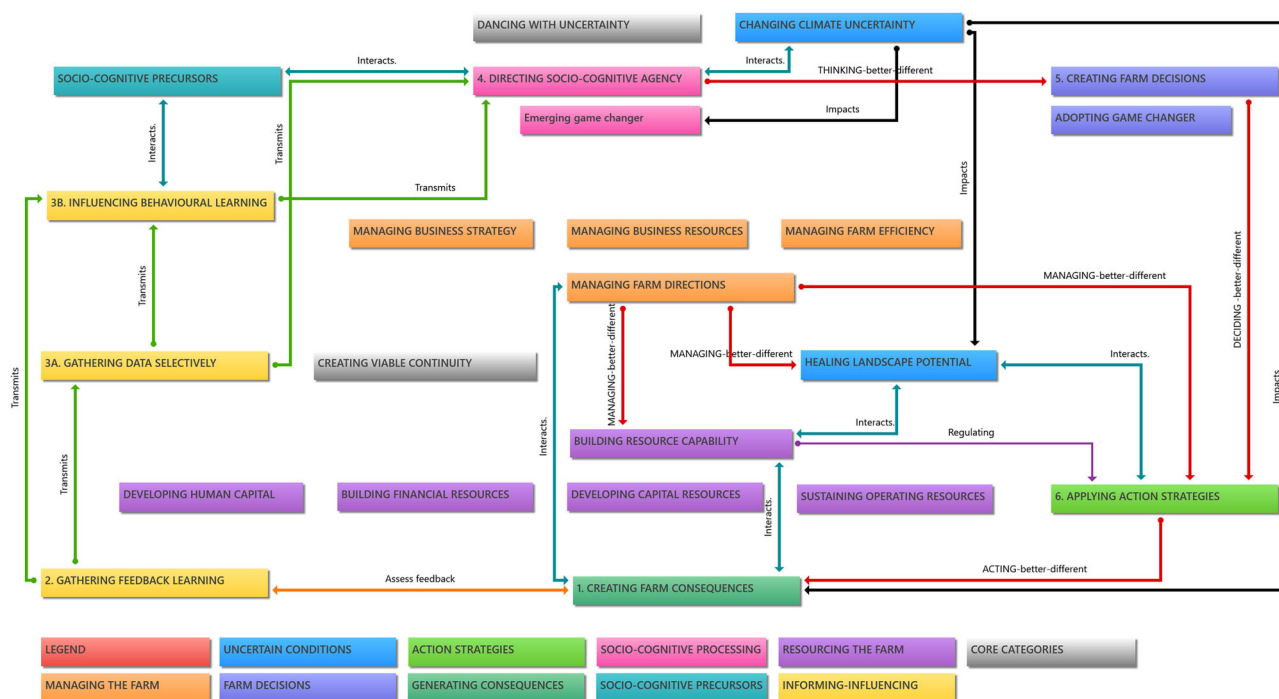 DANCING WITH UNCERTAINTY
CHANGING CLIMATE UNCERTAINTY
Interacts.
Interacts.
SOCIO-COGNITIVE PRECURSORS
4. DIRECTING SOCIO-COGNITIVE AGENCY
THINKING-better-different
5. CREATING FARM DECISIONS
Emerging game changer
Impacts
ADOPTING GAME CHANGER
Interacts.
Transmits
Impacts
3B. INFLUENCING BEHAVIOURAL LEARNING
Transmits
MANAGING BUSINESS STRATEGY
MANAGING BUSINESS RESOURCES
MANAGING FARM EFFICIENCY
Transmits
MANAGING FARM DIRECTIONS
MANAGING-better-different
DECIDING -better-different
3A. GATHERING DATA SELECTIVELY
CREATING VIABLE CONTINUITY
MANAGING-better-different
MANAGING-better-different
HEALING LANDSCAPE POTENTIAL
Interacts.
Transmits
Impacts
Interacts.
BUILDING RESOURCE CAPABILITY
Interacts.
Regulating
Transmits
DEVELOPING HUMAN CAPITAL
BUILDING FINANCIAL RESOURCES
DEVELOPING CAPITAL RESOURCES
SUSTAINING OPERATING RESOURCES
6. APPLYING ACTION STRATEGIES
Interacts.
2. GATHERING FEEDBACK LEARNING
Assess feedback
1. CREATING FARM CONSEQUENCES
ACTING-better-different
LEGEND
UNCERTAIN CONDITIONS
ACTION STRATEGIES
SOCIO-COGNITIVE PROCESSING
RESOURCING THE FARM
CORE CATEGORIES
MANAGING THE FARM
FARM DECISIONS
GENERATING CONSEQUENCES
SOCIO-COGNITIVE PRECURSORS
INFORMING-INFLUENCING